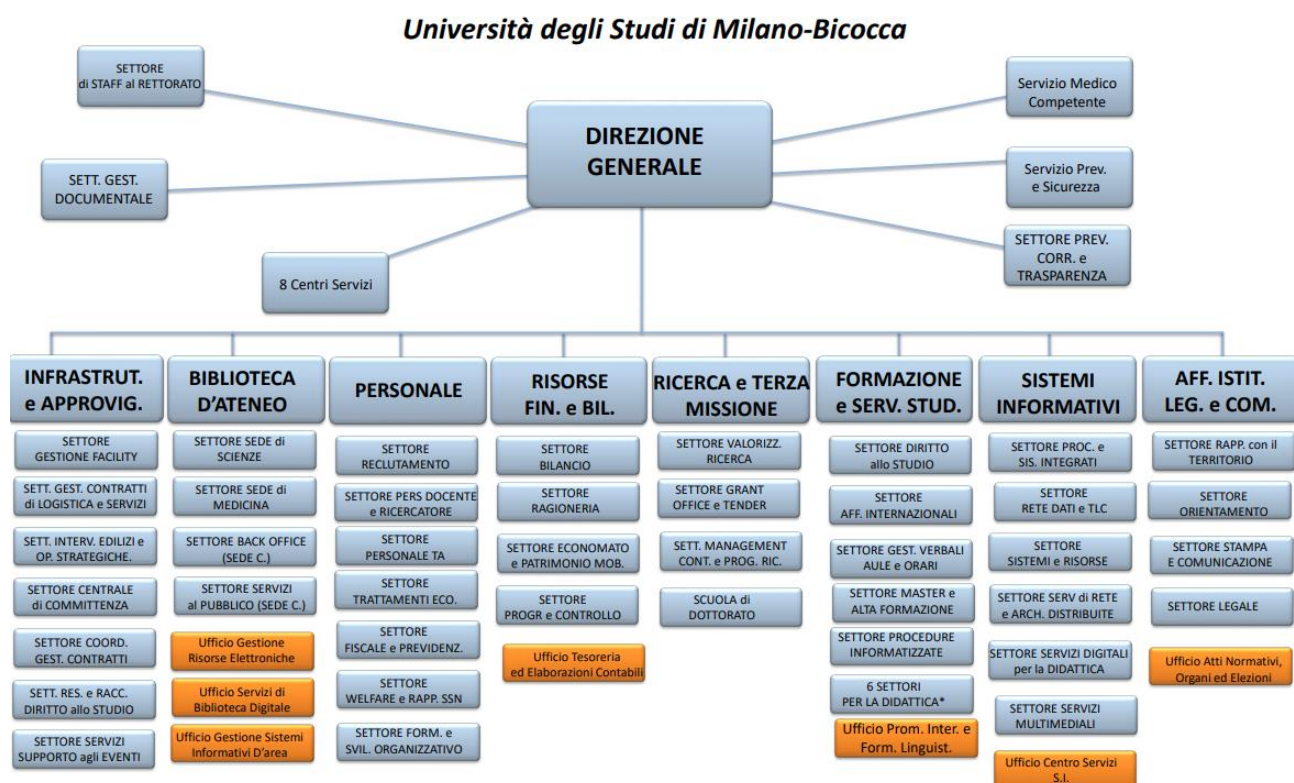 Università degli Studi di Milano-Bicocca
SETTORE
di STAFF al RETTORATO
Servizio Medico
Competente
DIREZIONE
GENERALE
SETT. GEST.
DOCUMENTALE
Servizio Prev.
e Sicurezza
8 Centri Servizi
SETTORE PREV.
CORR. e
TRASPARENZA
INFRASTRUT.
e APPROVIG.
SETTORE
GESTIONE FACILITY
SETT. GEST. CONTRATTI
di LOGISTICA e SERVIZI
SETT. INTERV. EDILIZI e
OP. STRATEGICHE.
SETTORE CENTRALE
di COMMITTENZA
SETTORE COORD.
GEST. CONTRATTI
SETT. RES. e RACC.
DIRITTO allo STUDIO
SETTORE SERVIZI
SUPPORTO agli EVENTI
BIBLIOTECA
D'ATENEO
SETTORE SEDE di
SCIENZE
SETTORE SEDE di
MEDICINA
SETTORE BACK OFFICE
(SEDE C.)
SETTORE SERVIZI
al PUBBLICO (SEDE C.)
Ufficio Gestione
Risorse Elettroniche
Ufficio Servizi di
Biblioteca Digitale
Ufficio Gestione Sistemi
Informativi D'area
PERSONALE
SETTORE
RECLUTAMENTO
SETTORE PERS DOCENTE
e RICERCATORE
SETTORE
PERSONALE TA
SETTORE
TRATTAMENTI ECO.
SETTORE
FISCALE e PREVIDENZ.
SETTORE
WELFARE e RAPP. SSN
SETTORE FORM. e
SVIL. ORGANIZZATIVO
RISORSE
FIN. e BIL.
SETTORE
BILANCIO
SETTORE
RAGIONERIA
SETTORE ECONOMATO
e PATRIMONIO MOB.
SETTORE
PROGR e CONTROLLO
Ufficio Tesoreria
ed Elaborazioni Contabili
RICERCA e TERZA
MISSIONE
SETTORE VALORIZZ.
RICERCA
SETTORE GRANT
OFFICE e TENDER
SETT. MANAGEMENT
CONT. e PROG. RIC.
SCUOLA di
DOTTORATO
FORMAZIONE
e SERV. STUD.
SETTORE DIRITTO
allo STUDIO
SETTORE
AFF. INTERNAZIONALI
SETTORE GEST. VERBALI
AULE e ORARI
SETTORE MASTER e
ALTA FORMAZIONE
SETTORE PROCEDURE
INFORMATIZZATE
6 SETTORI
PER LA DIDATTICA*
Ufficio Prom. Inter. e
Form. Linguist.
SISTEMI
INFORMATIVI
SETTORE PROC. e
SIS. INTEGRATI
SETTORE
RETE DATI e TLC
SETTORE
SISTEMI e RISORSE
SETTORE SERV di RETE
e ARCH. DISTRIBUITE
SETTORE SERVIZI DIGITALI
per la DIDATTICA
SETTORE SERVIZI
MULTIMEDIALI
Ufficio Centro Servizi
S.I.
AFF. ISTIT.
LEG. e COM.
SETTORE RAPP. con il
TERRITORIO
SETTORE
ORIENTAMENTO
SETTORE STAMPA
E COMUNICAZIONE
SETTORE LEGALE
Ufficio Atti Normativi,
Organi ed Elezioni